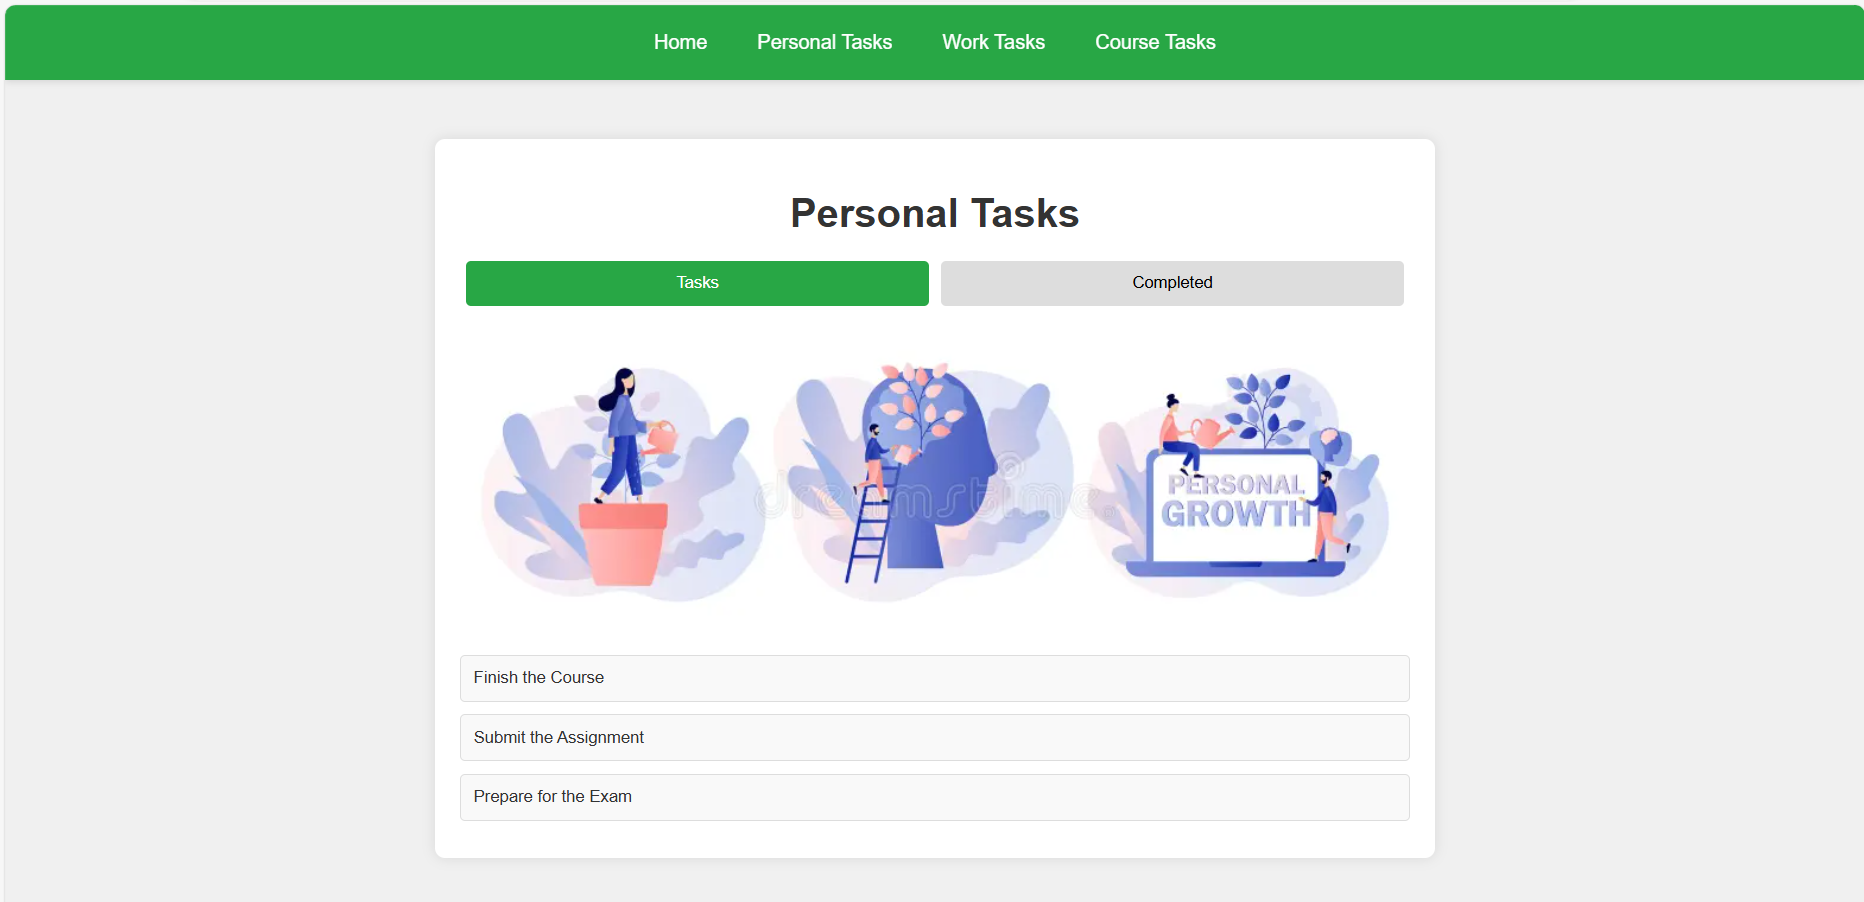 Home Personal Tasks Work Tasks Course Tasks
Personal Tasks
Tasks Completed
dreamstime
PERSONAL
GROWTH
Finish the Course
Submit the Assignment
Prepare for the Exam